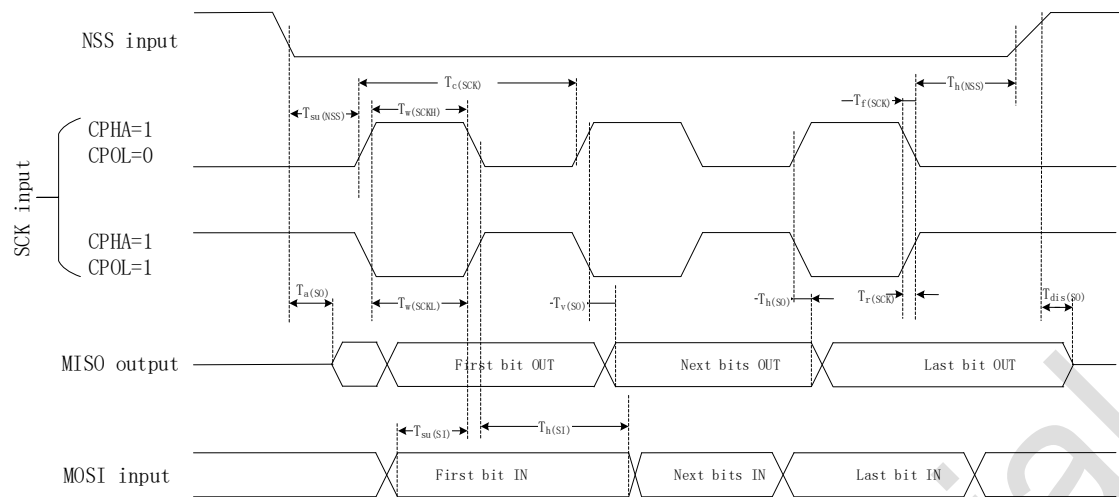 NSS input
Tc(SCK)
Th(NSS)
Tsu(NSS)
Tw(SCKH)
Tf(SCK)
SCK input
CPHA=1
CPOL=0
CPHA=1
CPOL=1
Ta(SO)
Tw(SCKL)
Tv(SO)
Th(SO)
Tr(SCK)
Tdis(SO)
MISO output
First bit OUT
Next bits OUT
Last bit OUT
Tsu(SI)
Th(SI)
MOSI input
First bit IN
Next bits IN
Last bit IN